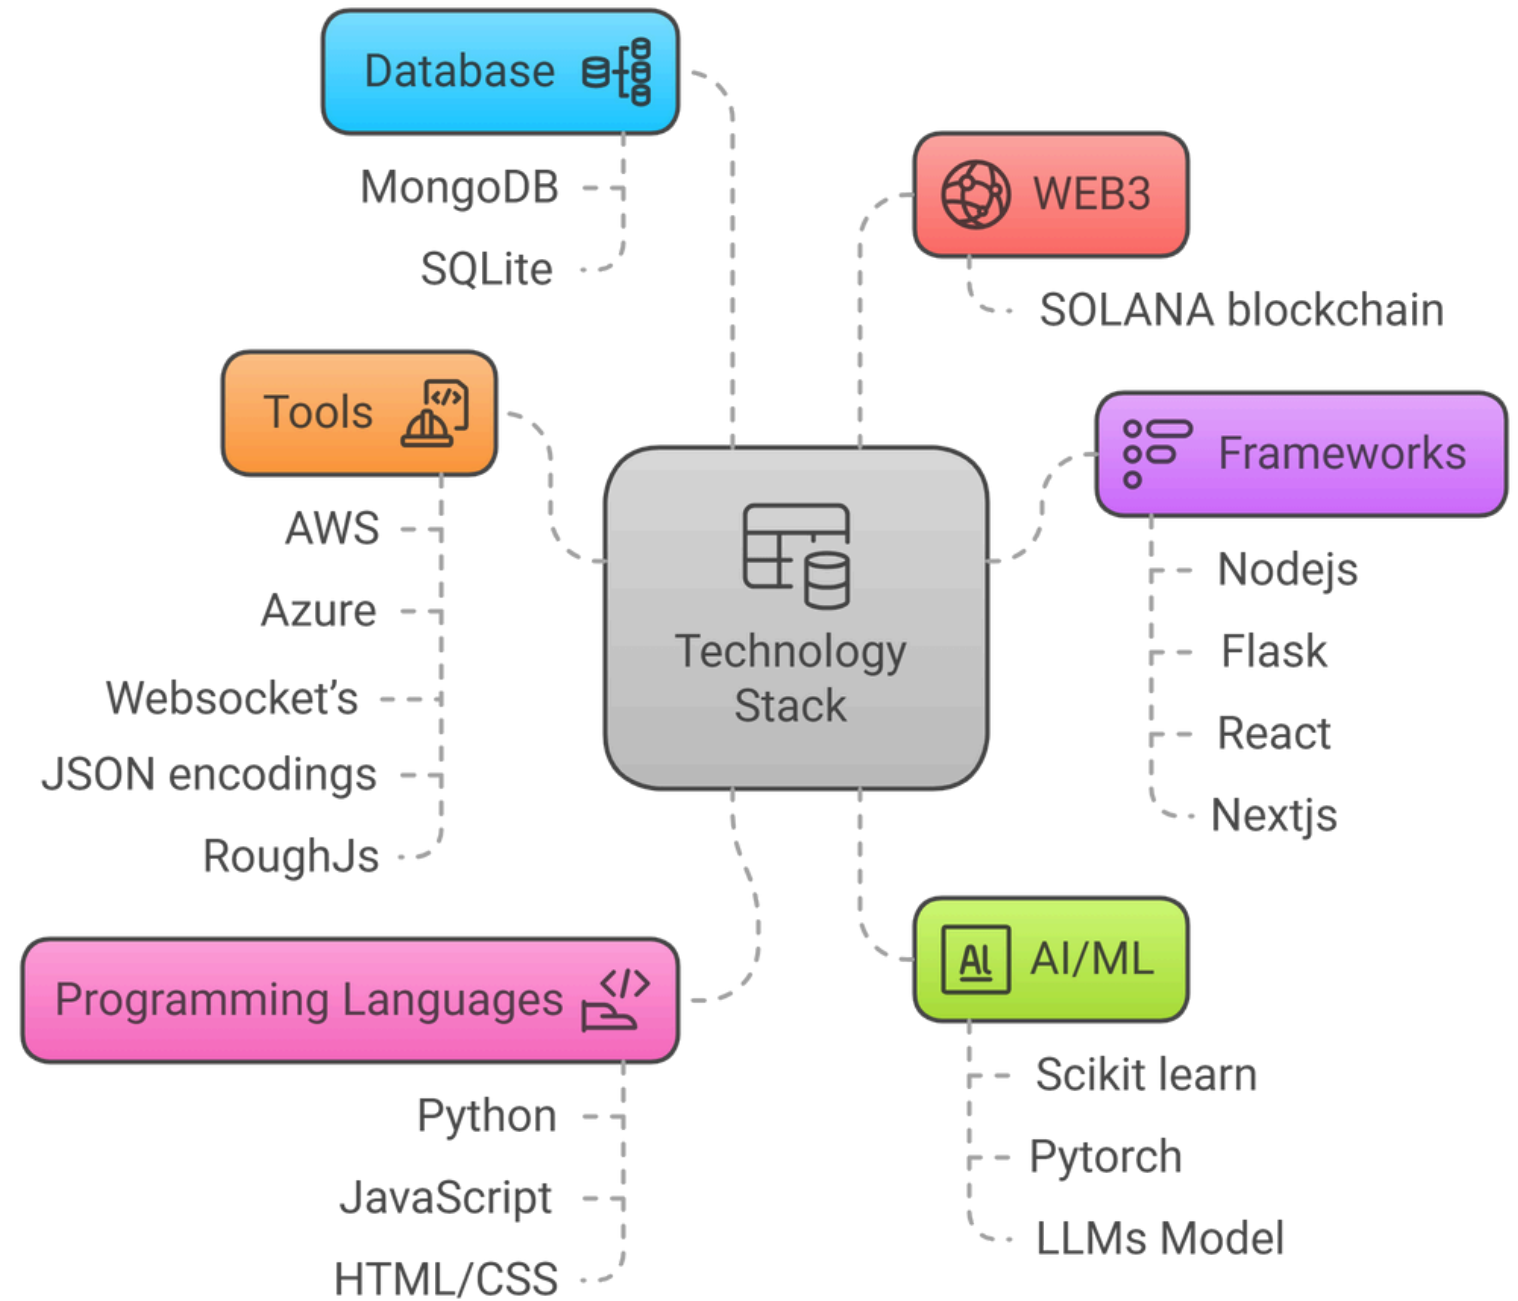 Database
MongoDB
SQLite
WEB3
SOLANA blockchain
Tools
AWS
Azure
Websocket’s
JSON encodings
RoughJs
Technology
Stack
Frameworks
Nodejs
Flask
React
Nextjs
Programming Languages
</>
Python
JavaScript
HTML/CSS
AI
AI/ML
Scikit learn
Pytorch
LLMs Model